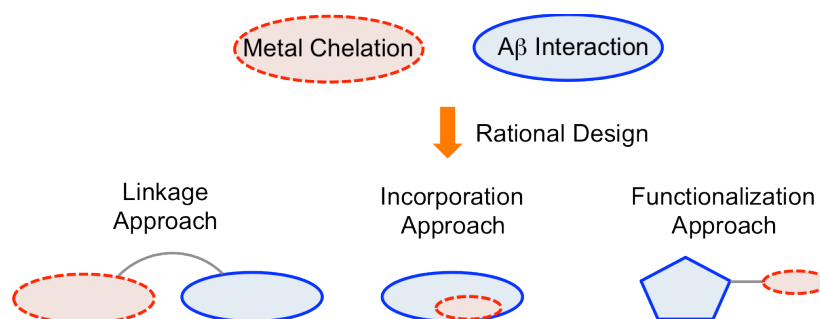 Metal Chelation
Aβ Interaction
Rational Design
Linkage
Approach
Incorporation
Approach
Functionalization
Approach